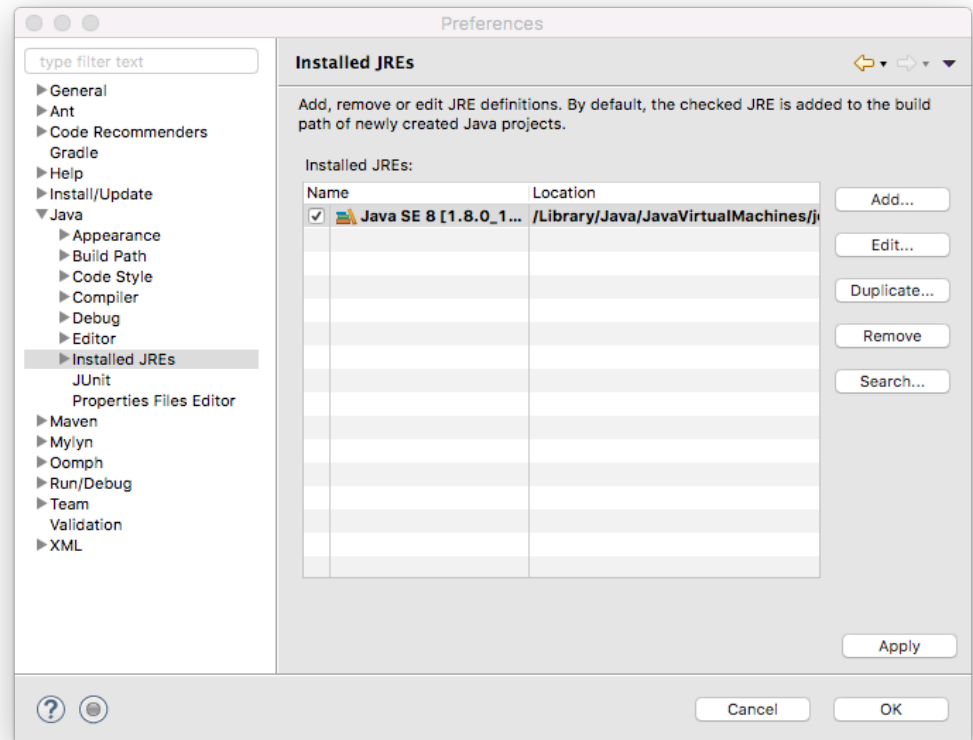 Preferences
type filter text
General
Ant
Code Recommenders
Gradle
Help
Install/Update
Java
Appearance
Build Path
Code Style
Compiler
Debug
Editor
Installed JREs
JUnit
Properties Files Editor
Maven
Mylyn
Oomph
Run/Debug
Team
Validation
XML
Installed JREs
Add, remove or edit JRE definitions. By default, the checked JRE is added to the build
path of newly created Java projects.
Installed JREs:
Name Location
Java SE 8 [1.8.0_1... /Library/Java/JavaVirtualMachines/j
Add...
Edit...
Duplicate...
Remove
Search...
Apply
?
Cancel OK